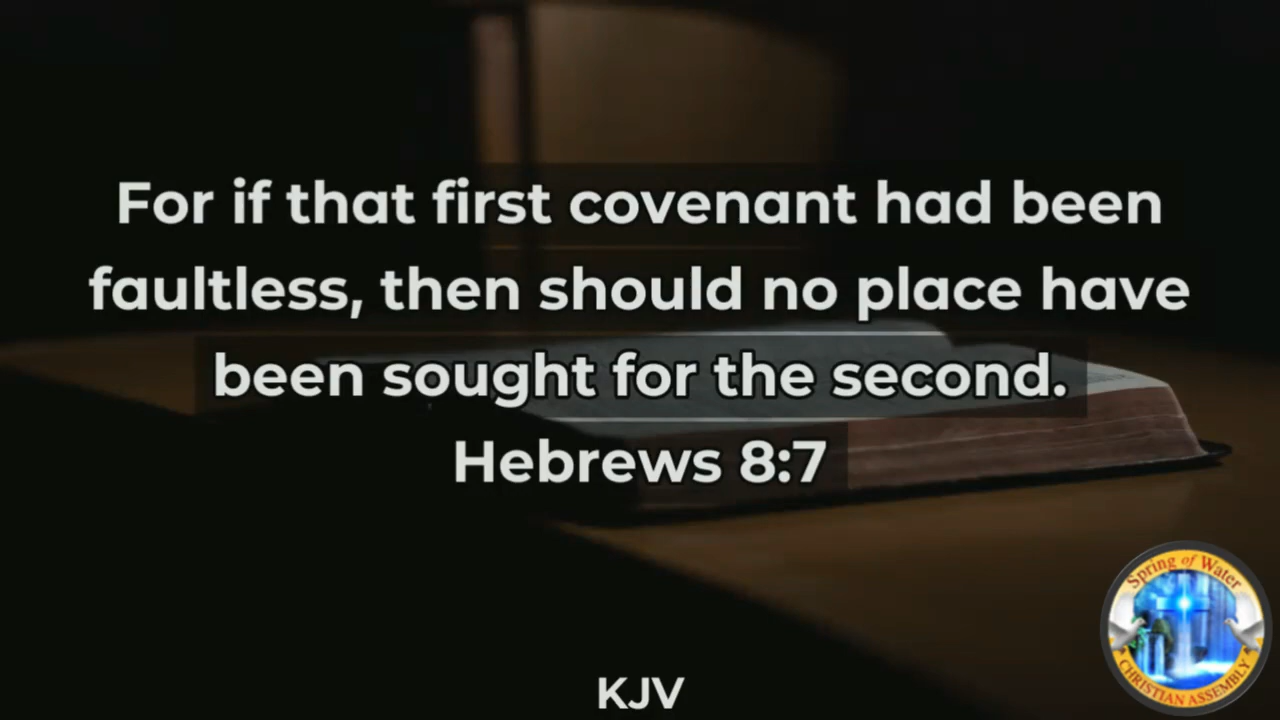 For if that first covenant had been
faultless, then should no place have
been sought for the second.
Hebrews 8:7
KJV
Spring of Water
CHRISTIAN ASSEMBLY